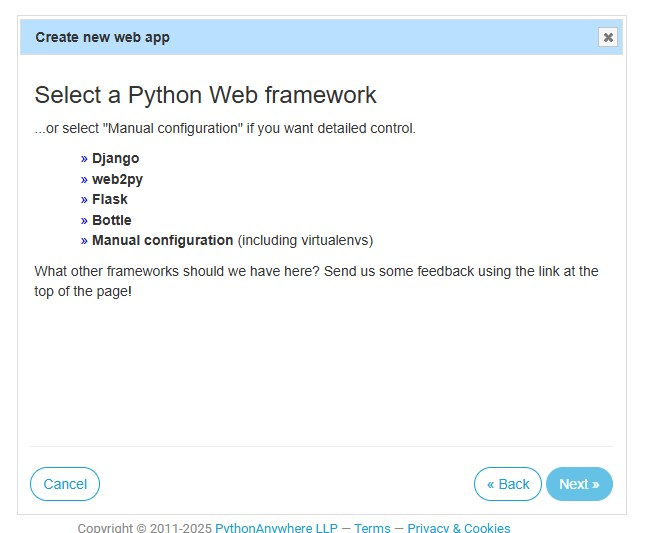 Create new web app
Select a Python Web framework
...or select "Manual configuration" if you want detailed control.
» Django
» web2py
» Flask
» Bottle
» Manual configuration (including virtualenvs)
What other frameworks should we have here? Send us some feedback using the link at the
top of the page!
Cancel
« Back
Next »
Copyright © 2011-2025 PythonAnywhere LLP — Terms — Privacy & Cookies